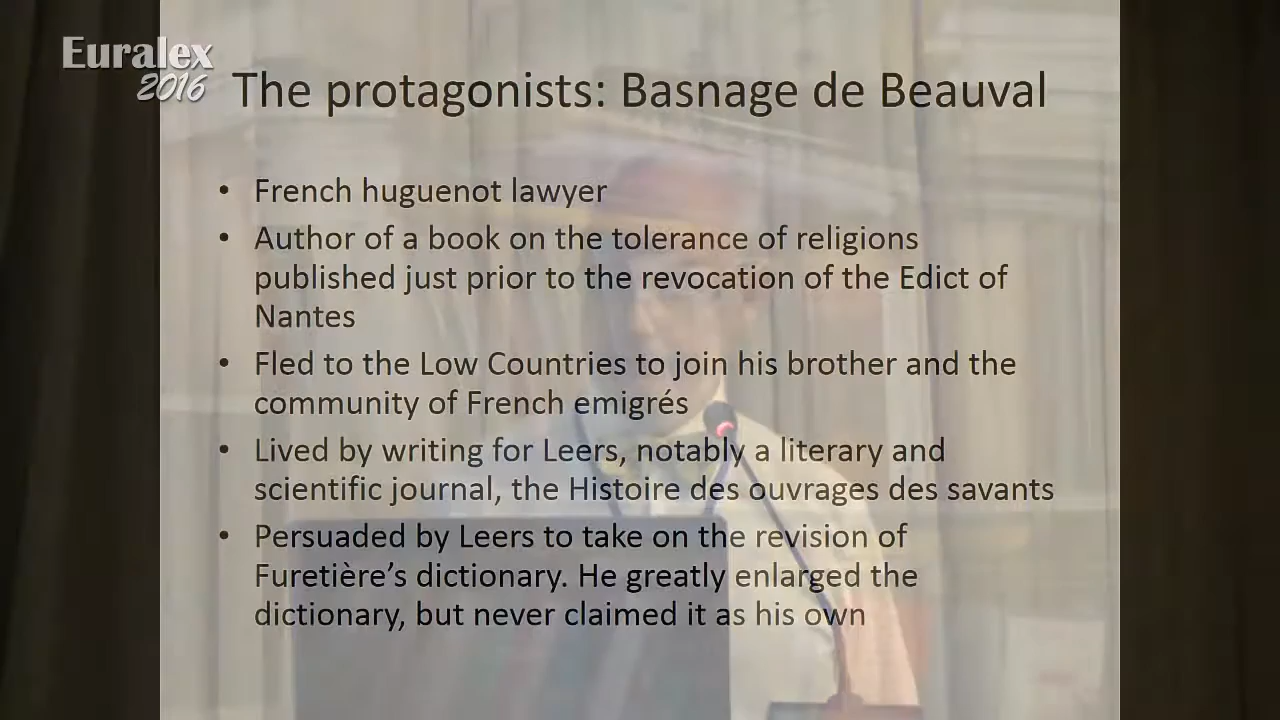 Euralex
2016
The protagonists: Basnage de Beauval
• French huguenot lawyer
• Author of a book on the tolerance of religions
published just prior to the revocation of the Edict of
Nantes
• Fled to the Low Countries to join his brother and the
community of French emigrés
• Lived by writing for Leers, notably a literary and
scientific journal, the Histoire des ouvrages des savants
• Persuaded by Leers to take on the revision of
Furetière’s dictionary. He greatly enlarged the
dictionary, but never claimed it as his own